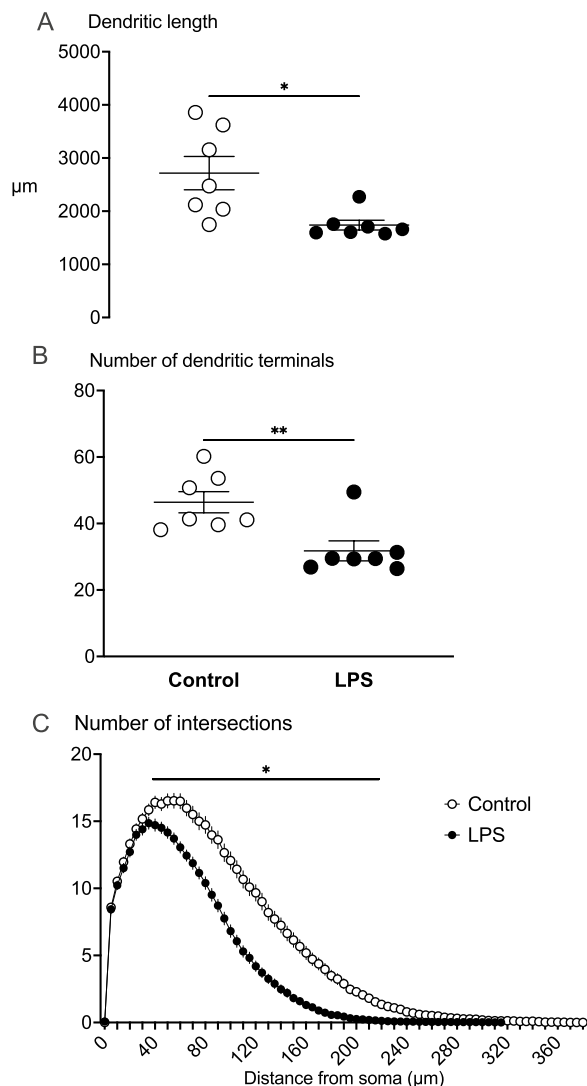 A
Dendritic length
5000
4000
3000
µm
2000
1000
0
*
B
Number of dendritic terminals
80
60
40
20
0
**
Control
LPS
C
Number of intersections
20
15
10
5
0
*
Control
LPS
0
40
80
120
160
200
240
280
320
360
Distance from soma (µm)